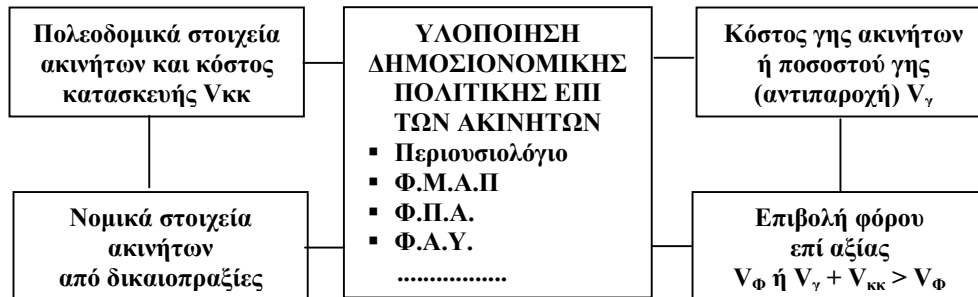 Πολεοδομικά στοιχεία
ακινήτων και κόστος
κατασκευής Vκκ
Νομικά στοιχεία
ακινήτων
από δικαιοπραξίες
ΥΛΟΠΟΙΗΣΗ
ΔΗΜΟΣΙΟΝΟΜΙΚΗΣ
ΠΟΛΙΤΙΚΗΣ ΕΠΙ
ΤΩΝ ΑΚΙΝΗΤΩΝ
▪ Περιουσιολόγιο
▪ Φ.Μ.Α.Π
▪ Φ.Π.Α.
▪ Φ.Α.Υ.
..................
Κόστος γης ακινήτων
ή ποσοστού γης
(αντιπαροχή) Vγ
Επιβολή φόρου
επί αξίας
VΦ ή Vγ + Vκκ > VΦ